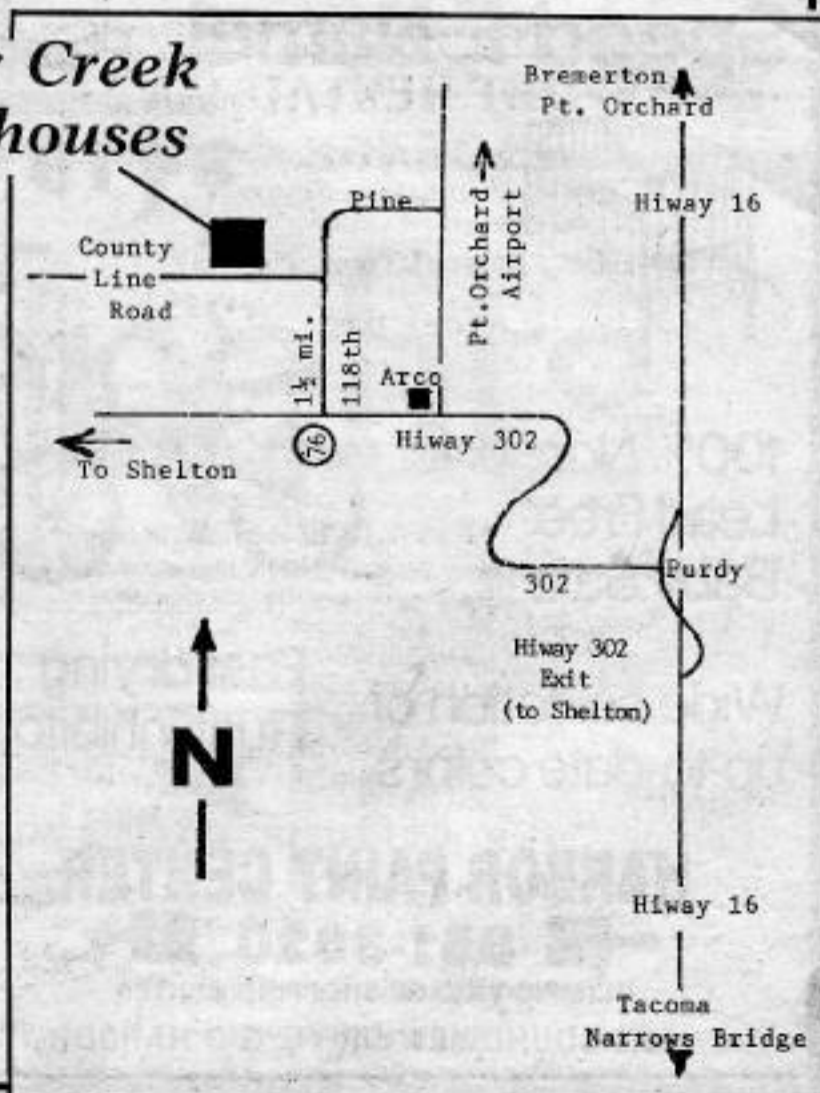 Creek
houses
Bremerton
Pt. Orchard
Hiway 16
Pine
County
Line
Road
Pt.Orchard
Airport
1½ mi.
118th
Arco
76
Hiway 302
To Shelton
302
Purdy
Hiway 302
Exit
(to Shelton)
N
Hiway 16
Tacoma
Narrows Bridge